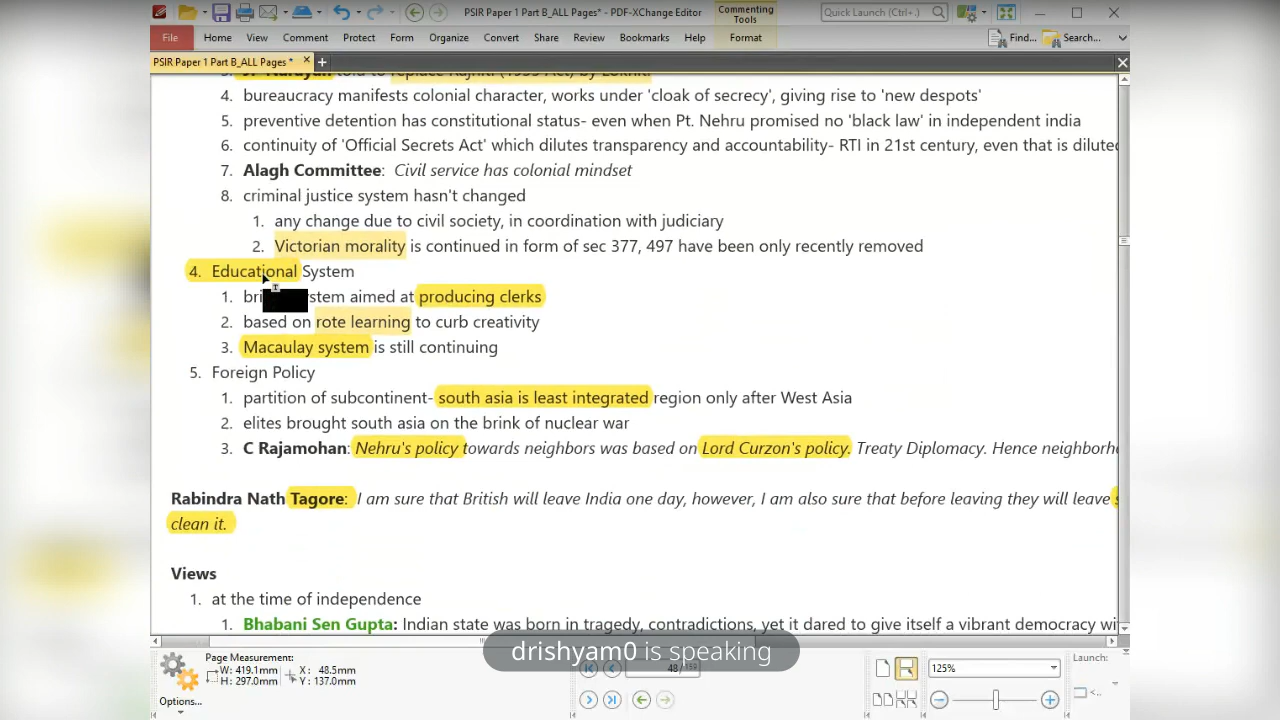 PSIR Paper 1 Part B_ALL Pages* - PDF-XChange Editor
Commenting Tools
Quick Launch (Ctrl+.)
File Home View Comment Protect Form Organize Convert Share Review Bookmarks Help Format Find... Search...
PSIR Paper 1 Part B_ALL Pages *
4. bureaucracy manifests colonial character, works under 'cloak of secrecy', giving rise to 'new despots'
5. preventive detention has constitutional status- even when Pt. Nehru promised no 'black law' in independent india
6. continuity of 'Official Secrets Act' which dilutes transparency and accountability- RTI in 21st century, even that is diluted
7. Alagh Committee: Civil service has colonial mindset
8. criminal justice system hasn't changed
1. any change due to civil society, in coordination with judiciary
2. Victorian morality is continued in form of sec 377, 497 have been only recently removed
4. Educational System
1. bri stem aimed at producing clerks
2. based on rote learning to curb creativity
3. Macaulay system is still continuing
5. Foreign Policy
1. partition of subcontinent- south asia is least integrated region only after West Asia
2. elites brought south asia on the brink of nuclear war
3. C Rajamohan: Nehru's policy towards neighbors was based on Lord Curzon's policy. Treaty Diplomacy. Hence neighborho
Rabindra Nath Tagore: I am sure that British will leave India one day, however, I am also sure that before leaving they will leave
clean it.
Views
1. at the time of independence
1. Bhabani Sen Gupta: Indian state was born in tragedy, contradictions, yet it dared to give itself a vibrant democracy wi
drishyam0 is speaking
Page Measurement:
W: 419.1mm X: 48.5mm
H: 297.0mm Y: 137.0mm
Options...
48
125%
Launch: